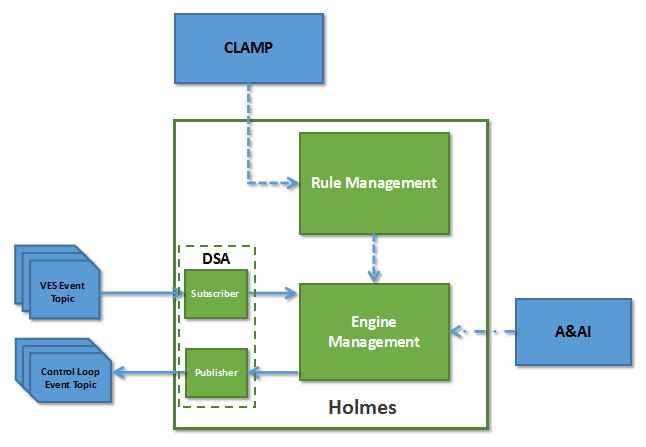 CLAMP
Rule Management
DSA
VES Event
Topic
Subscriber
Engine
Management
A&AI
Control Loop
Event Topic
Publisher
Holmes